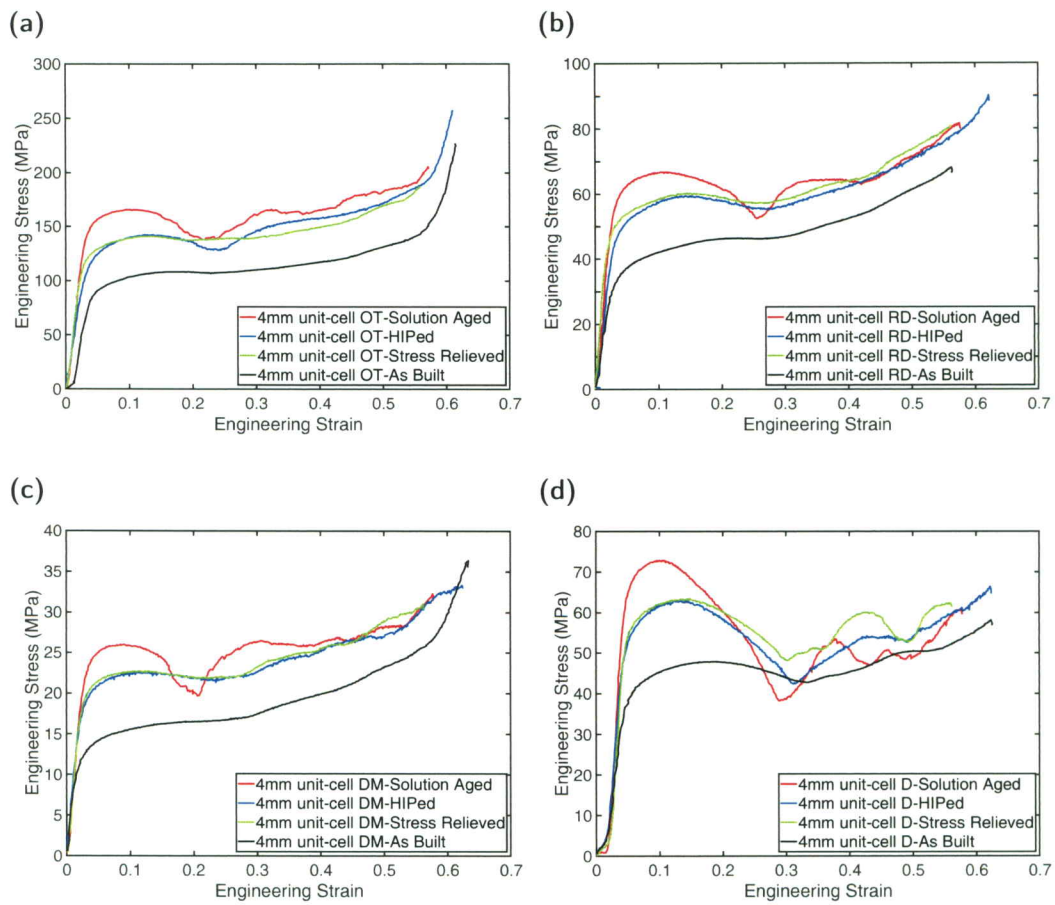 (a)
Engineering Stress (MPa)
300
250
200
150
100
50
0
4mm unit-cell OT-Solution Aged
4mm unit-cell OT-HIPed
4mm unit-cell OT-Stress Relieved
4mm unit-cell OT-As Built
0 0.1 0.2 0.3 0.4 0.5 0.6 0.7
Engineering Strain
(b)
Engineering Stress (MPa)
100
80
60
40
20
0
4mm unit-cell RD-Solution Aged
4mm unit-cell RD-HIPed
4mm unit-cell RD-Stress Relieved
4mm unit-cell RD-As Built
0 0.1 0.2 0.3 0.4 0.5 0.6 0.7
Engineering Strain
(c)
Engineering Stress (MPa)
40
35
30
25
20
15
10
5
0
4mm unit-cell DM-Solution Aged
4mm unit-cell DM-HIPed
4mm unit-cell DM-Stress Relieved
4mm unit-cell DM-As Built
0 0.1 0.2 0.3 0.4 0.5 0.6 0.7
Engineering Strain
(d)
Engineering Stress (MPa)
80
70
60
50
40
30
20
10
0
4mm unit-cell D-Solution Aged
4mm unit-cell D-HIPed
4mm unit-cell D-Stress Relieved
4mm unit-cell D-As Built
0 0.1 0.2 0.3 0.4 0.5 0.6 0.7
Engineering Strain